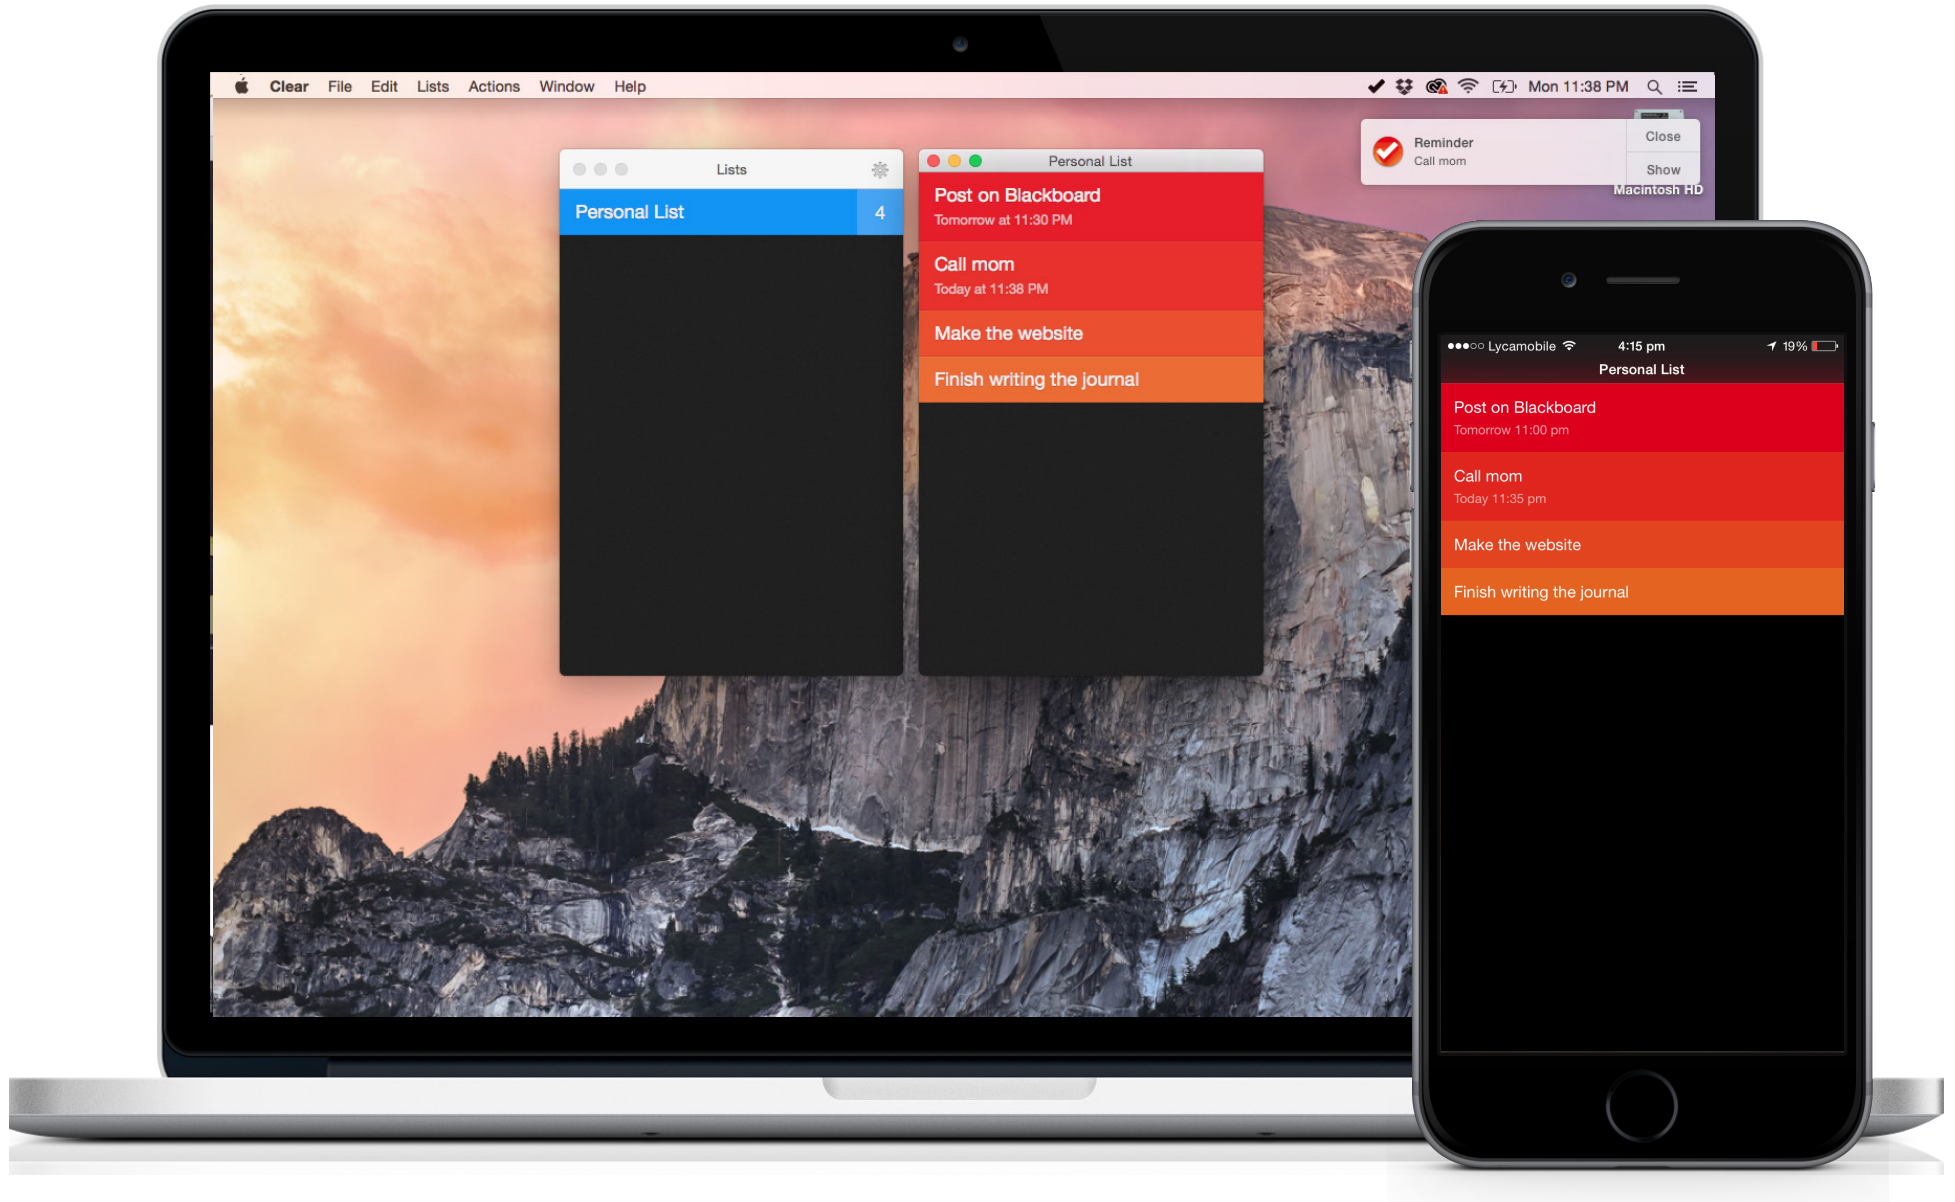 Clear File Edit Lists Actions Window Help
Mon 11:38 PM
Reminder
Call mom
Close
Show
Macintosh HD
Lists
Personal List 4
Personal List
Post on Blackboard
Tomorrow at 11:30 PM
Call mom
Today at 11:38 PM
Make the website
Finish writing the journal
Lycamobile 4:15 pm 19%
Personal List
Post on Blackboard
Tomorrow 11:00 pm
Call mom
Today 11:35 pm
Make the website
Finish writing the journal